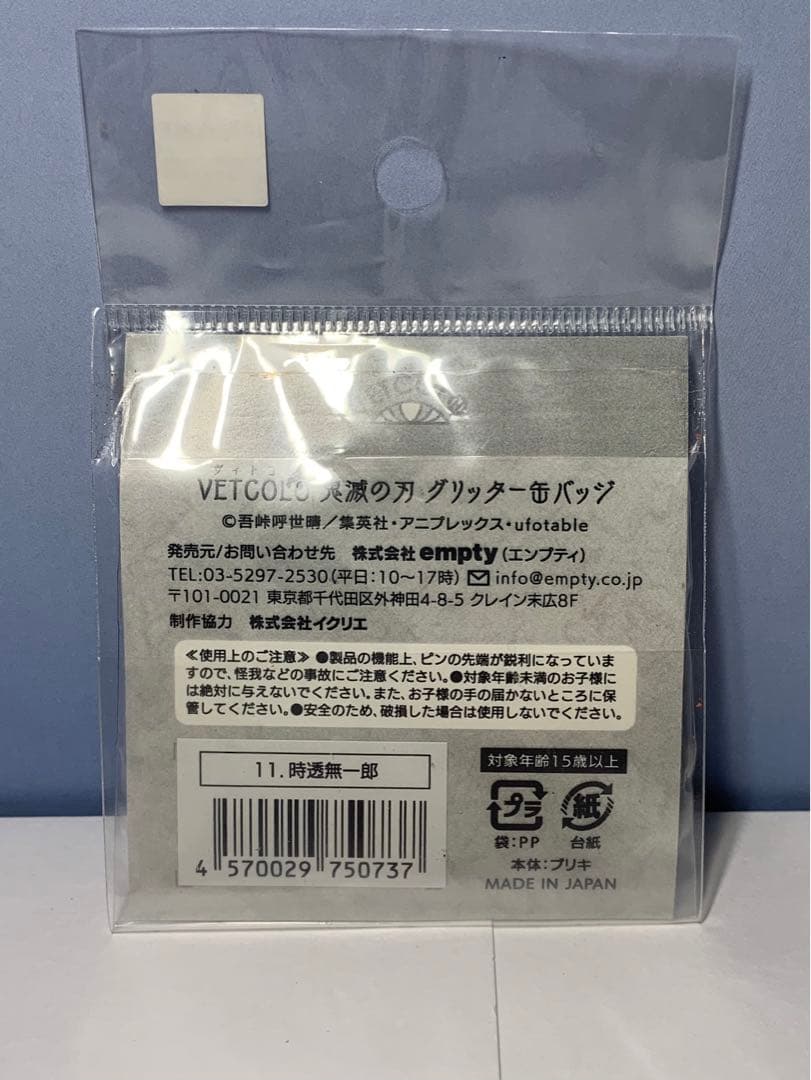 VETCOLO 鬼滅の刃 グリッター缶バッジ
©吾峠呼世晴／集英社・アニプレックス・ufotable
発売元/お問い合わせ先 株式会社empty（エンプティ）
TEL:03-5297-2530（平日:10〜17時） info@empty.co.jp
〒101-0021 東京都千代田区外神田4-8-5 クレイン末広8F
制作協力 株式会社イクリエ
≪使用上のご注意≫ ●製品の機能上、ピンの先端が鋭利になっていま
すので、怪我などの事故にご注意ください。●対象年齢未満のお子様に
は絶対に与えないでください。また、お子様の手の届かないところに保
管してください。●安全のため、破損した場合は使用しないでください。
11. 時透無一郎
4 570029 750737
対象年齢15歳以上
プラ 紙
袋:PP 台紙
本体:ブリキ
MADE IN JAPAN